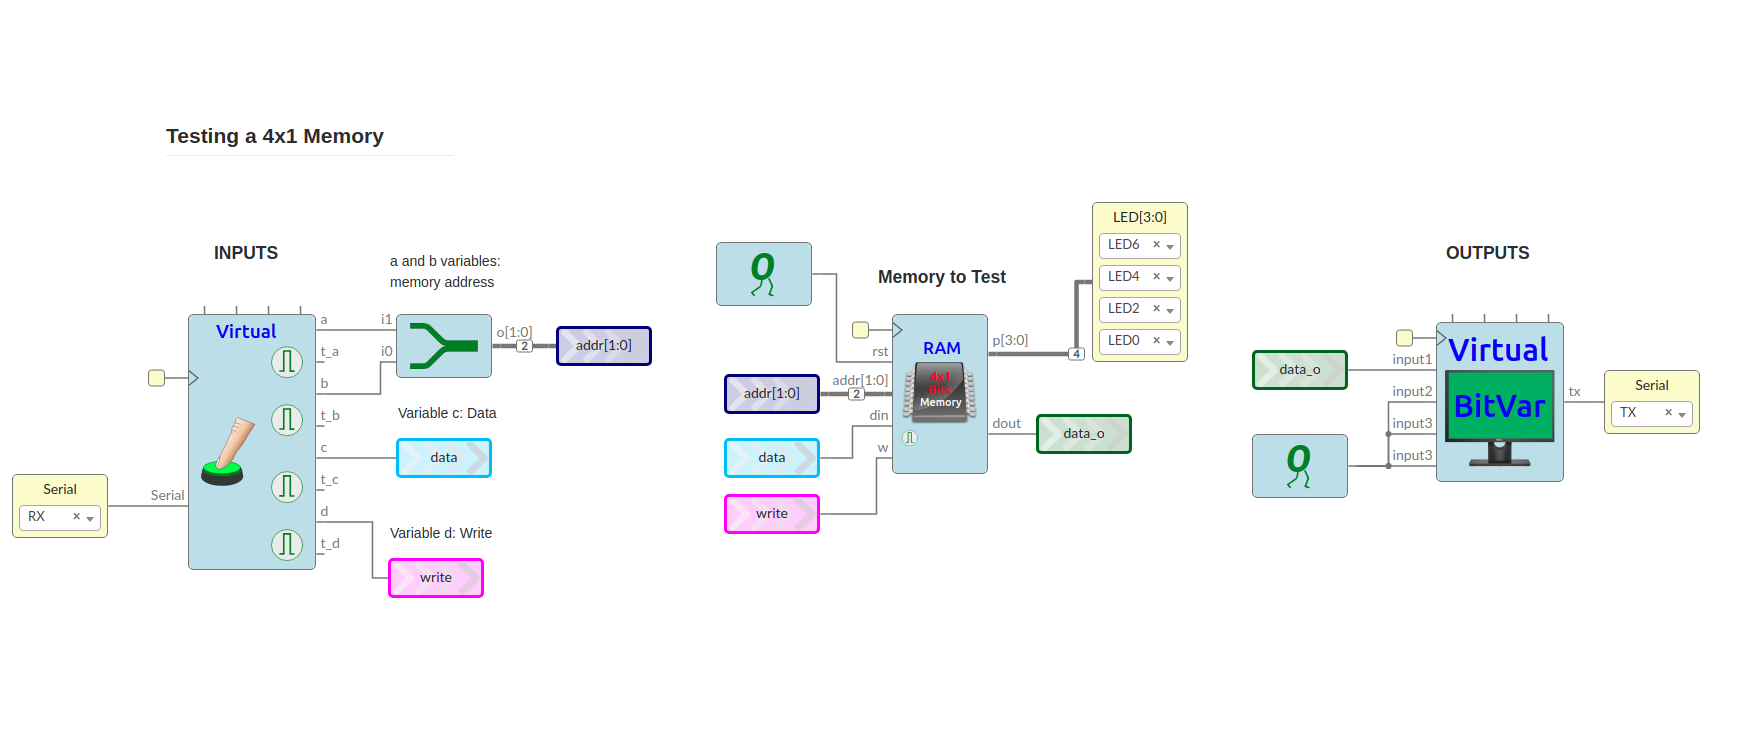 Testing a 4x1 Memory
INPUTS
a and b variables:
memory address
Virtual
a
t_a
b
t_b
c
t_c
d
t_d
Serial
Serial
RX
i1
i0
o[1:0]
2
addr[1:0]
Variable c: Data
data
Variable d: Write
write
0
Memory to Test
RAM
4x1
Bits
Memory
rst
addr[1:0]
din
w
addr[1:0]
2
data
write
p[3:0]
4
dout
data_o
LED[3:0]
LED6
LED4
LED2
LED0
OUTPUTS
Virtual
BitVar
data_o
input1
input2
input3
input3
0
tx
Serial
TX